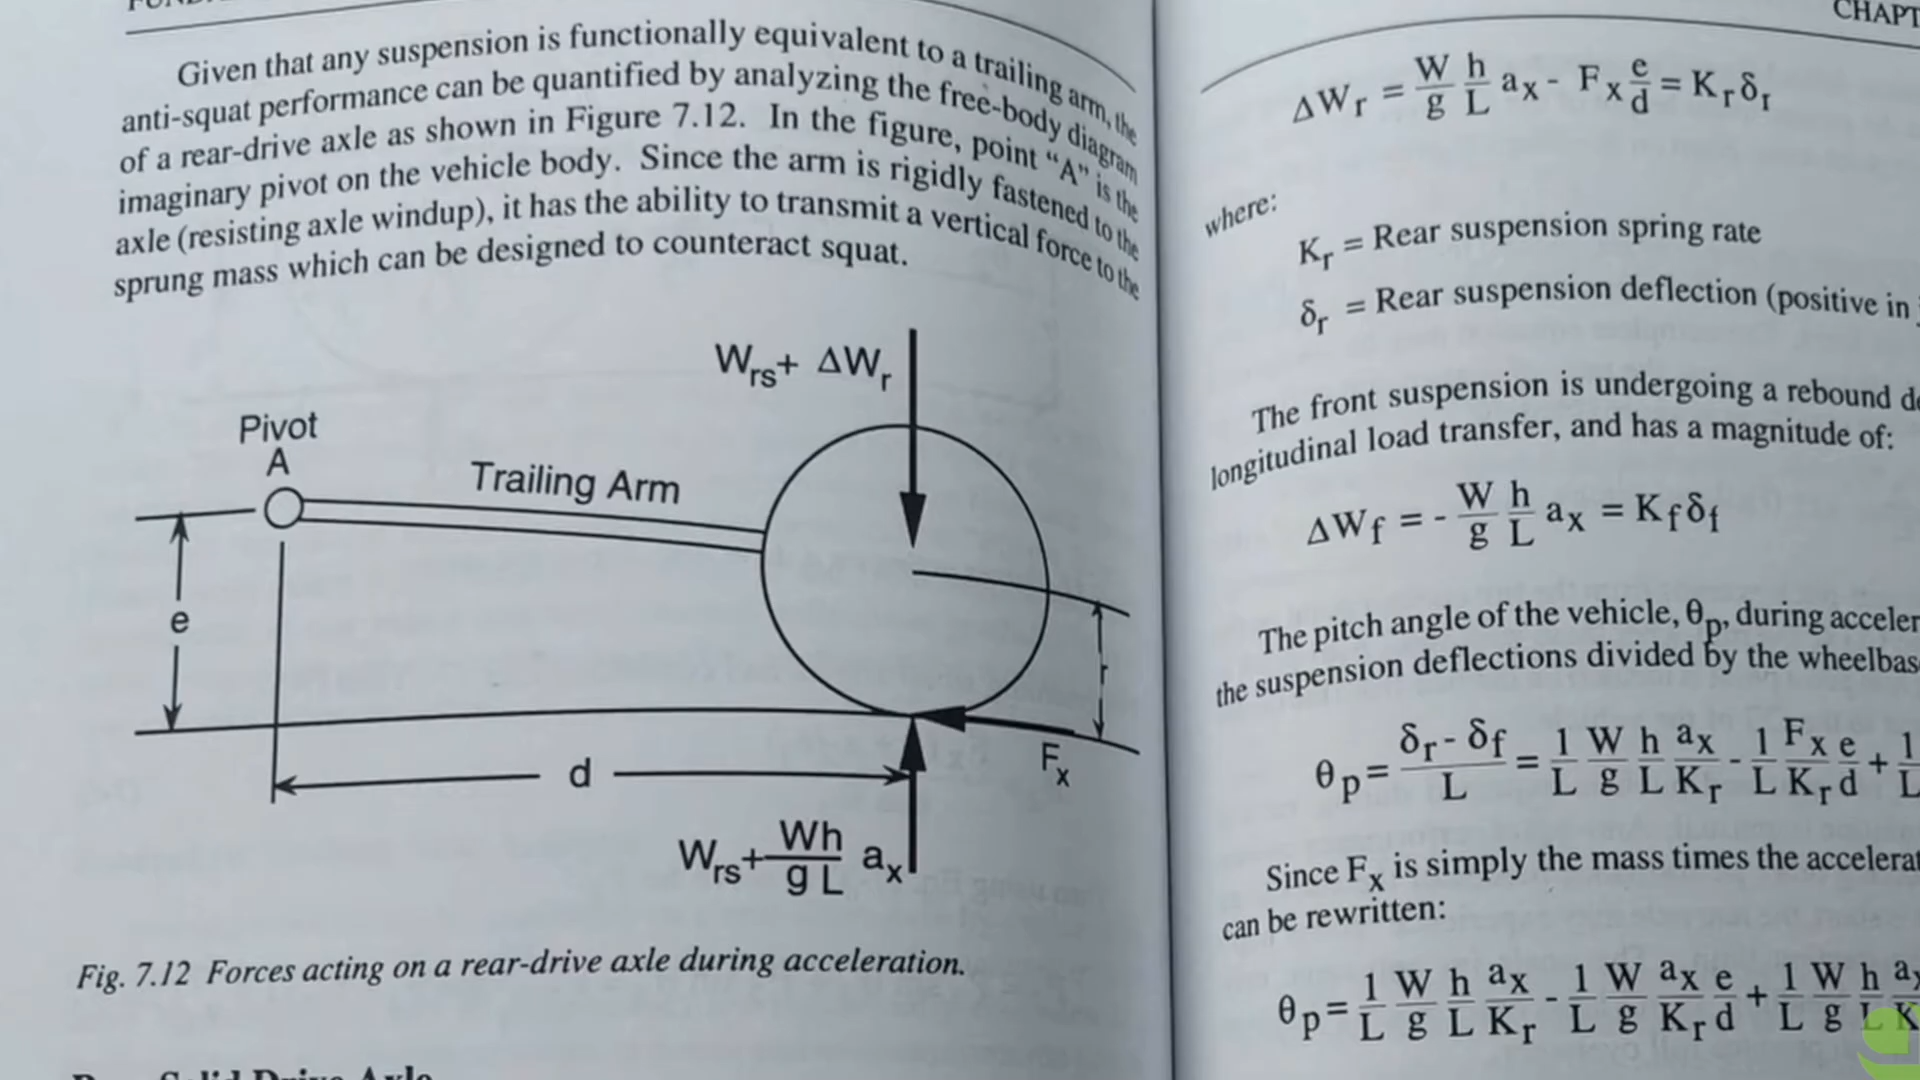 Given that any suspension is functionally equivalent to a trailing arm, the
anti-squat performance can be quantified by analyzing the free-body diagram
of a rear-drive axle as shown in Figure 7.12. In the figure, point “A” is the
imaginary pivot on the vehicle body. Since the arm is rigidly fastened to the
axle (resisting axle windup), it has the ability to transmit a vertical force to the
sprung mass which can be designed to counteract squat.
Wrs+ ΔWr
Pivot
A
Trailing Arm
e
r
d
Fx
Wrs+ Wh/g L ax
Fig. 7.12 Forces acting on a rear-drive axle during acceleration.
Solid Drive Axle
CHAPT
ΔWr = W/g h/L ax - Fx e/d = Kr δr
where:
Kr = Rear suspension spring rate
δr = Rear suspension deflection (positive in
The front suspension is undergoing a rebound
longitudinal load transfer, and has a magnitude of:
ΔWf = - W/g h/L ax = Kf δf
The pitch angle of the vehicle, θp, during acceler
the suspension deflections divided by the wheelbas
θp = δr - δf/L = 1/L W/g h/L ax/Kr - 1/L Fx/Kr e/d + 1/L
Since Fx is simply the mass times the accelerat
can be rewritten:
θp = 1/L W/g h/L ax/Kr - 1/L W/g ax/Kr e/d + 1/L W/g h/L ax/K